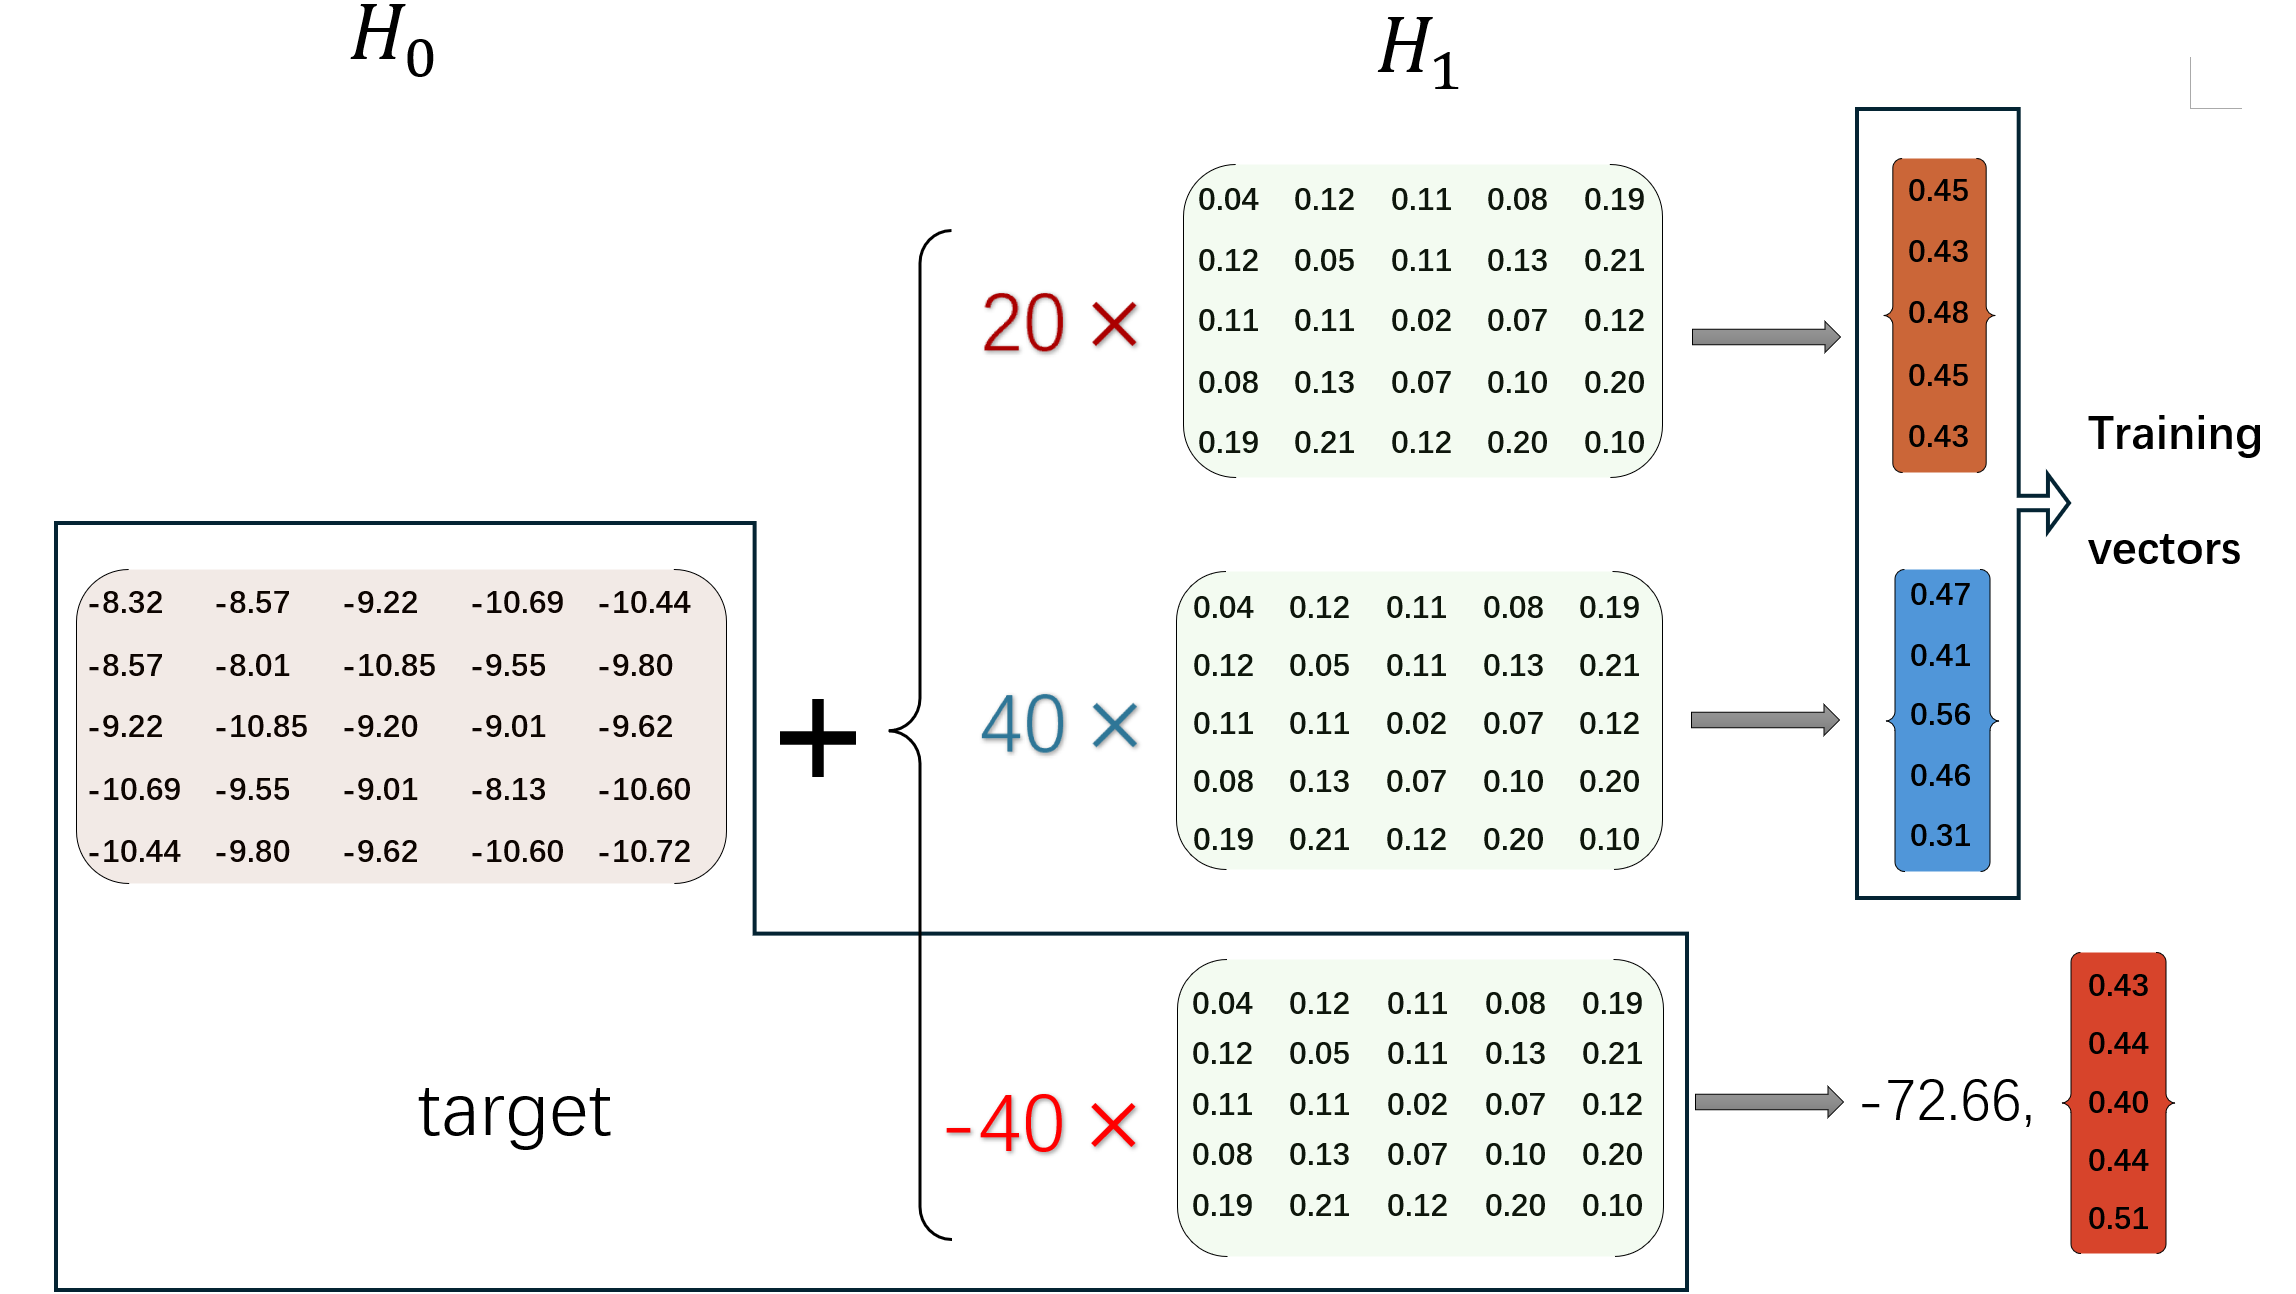 H₀
H₁
20 ×
0.04 0.12 0.11 0.08 0.19
0.12 0.05 0.11 0.13 0.21
0.11 0.11 0.02 0.07 0.12
0.08 0.13 0.07 0.10 0.20
0.19 0.21 0.12 0.20 0.10
0.45
0.43
0.48
0.45
0.43
Training
vectors
-8.32 -8.57 -9.22 -10.69 -10.44
-8.57 -8.01 -10.85 -9.55 -9.80
-9.22 -10.85 -9.20 -9.01 -9.62
-10.69 -9.55 -9.01 -8.13 -10.60
-10.44 -9.80 -9.62 -10.60 -10.72
+
40 ×
0.04 0.12 0.11 0.08 0.19
0.12 0.05 0.11 0.13 0.21
0.11 0.11 0.02 0.07 0.12
0.08 0.13 0.07 0.10 0.20
0.19 0.21 0.12 0.20 0.10
0.47
0.41
0.56
0.46
0.31
target
-40 ×
0.04 0.12 0.11 0.08 0.19
0.12 0.05 0.11 0.13 0.21
0.11 0.11 0.02 0.07 0.12
0.08 0.13 0.07 0.10 0.20
0.19 0.21 0.12 0.20 0.10
-72.66,
0.43
0.44
0.40
0.44
0.51